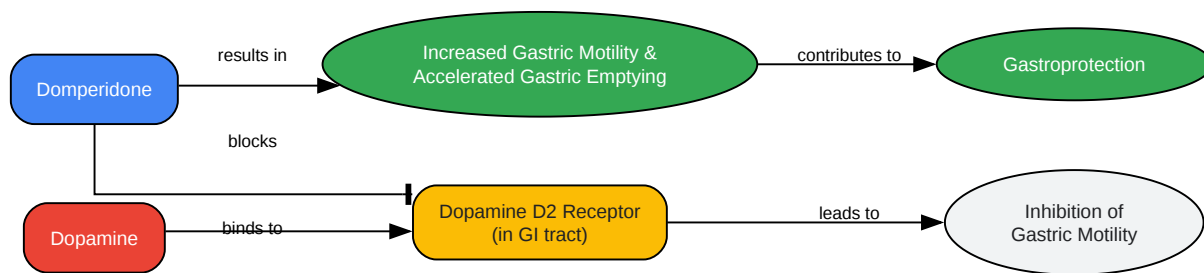 Domperidone
results in
Increased Gastric Motility &
Accelerated Gastric Emptying
contributes to
Gastroprotection
blocks
Dopamine
binds to
Dopamine D2 Receptor
(in GI tract)
leads to
Inhibition of
Gastric Motility